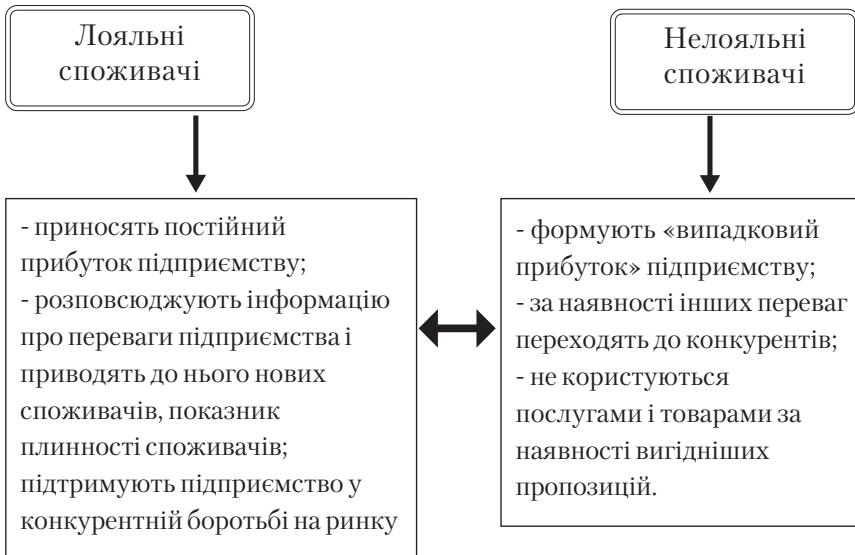 Лояльні
споживачі
Нелояльні
споживачі
- приносять постійний
прибуток підприємству;
- розповсюджують інформацію
про переваги підприємства і
приводять до нього нових
споживачів, показник
плинності споживачів;
підтримують підприємство у
конкурентній боротьбі на ринку
- формують «випадковий
прибуток» підприємству;
- за наявності інших переваг
переходять до конкурентів;
- не користуються
послугами і товарами за
наявності вигідніших
пропозицій.